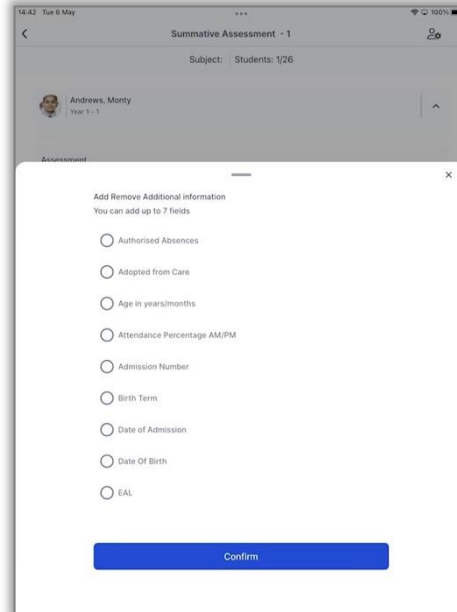 14:42 Tue 6 May
100%
Summative Assessment - 1
Subject: Students: 1/26
Andrews, Monty
Year 1 - 1
Assessment
Add Remove Additional information
You can add up to 7 fields
Authorised Absences
Adopted from Care
Age in years/months
Attendance Percentage AM/PM
Admission Number
Birth Term
Date of Admission
Date Of Birth
EAL
Confirm